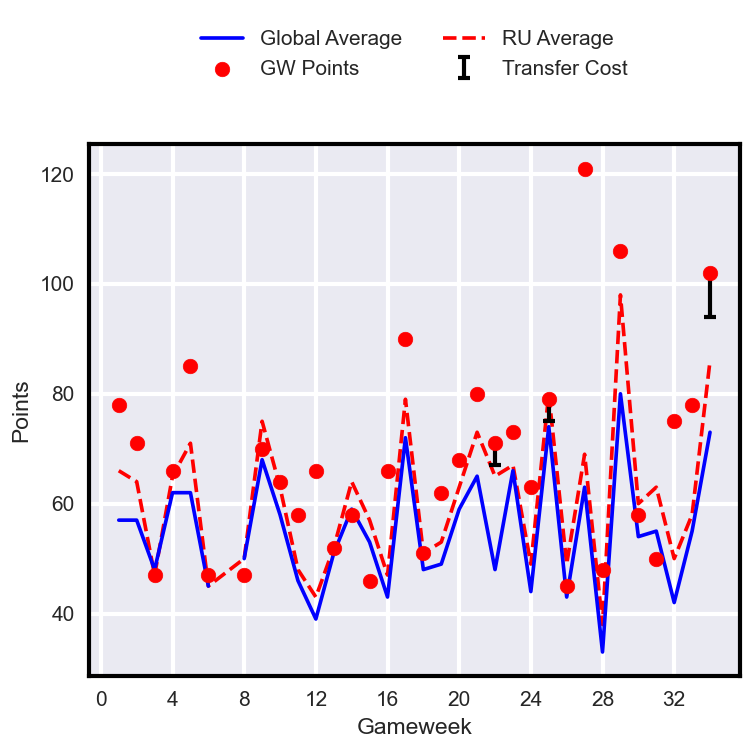 Global Average
RU Average
GW Points
Transfer Cost
120
100
80
60
40
Points
0 4 8 12 16 20 24 28 32
Gameweek